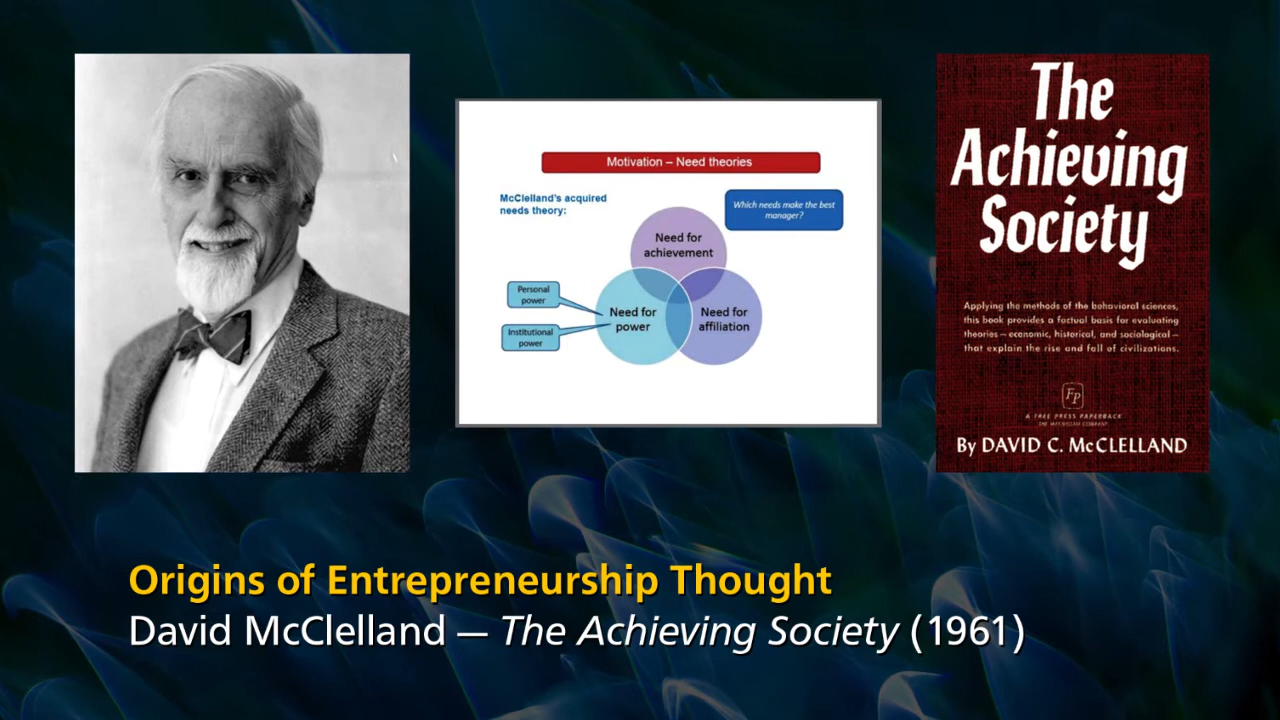 Motivation – Need theories
McClelland's acquired
needs theory:
Which needs make the best
manager?
Need for
achievement
Personal
power
Institutional
power
Need for
power
Need for
affiliation
The
Achieving
Society
Applying the methods of the behavioral sciences,
this book provides a factual basis for evaluating
theories—economic, historical, and sociological—
that explain the rise and fall of civilizations.
FP
A FREE PRESS PAPERBACK
THE MACMILLAN COMPANY
By DAVID C. McCLELLAND
Origins of Entrepreneurship Thought
David McClelland — The Achieving Society (1961)